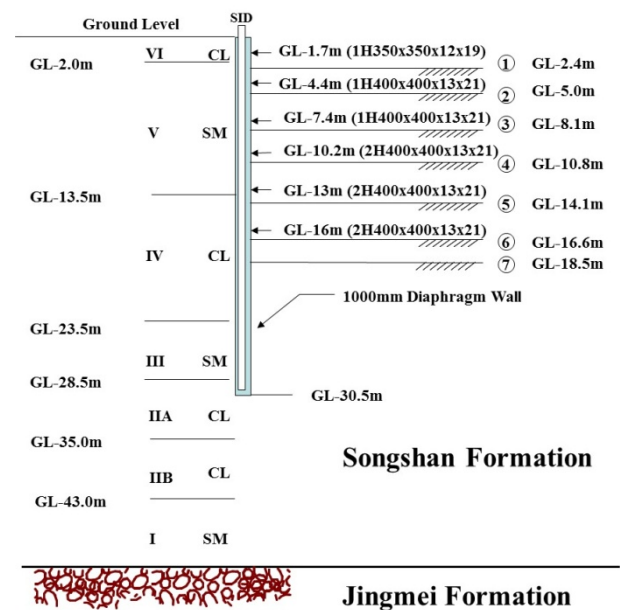 SID
Ground Level
VI CL GL-1.7m (1H350x350x12x19)
GL-2.0m ① GL-2.4m
GL-4.4m (1H400x400x13x21)
② GL-5.0m
GL-7.4m (1H400x400x13x21)
V SM ③ GL-8.1m
GL-10.2m (2H400x400x13x21)
④ GL-10.8m
GL-13m (2H400x400x13x21)
GL-13.5m ⑤ GL-14.1m
GL-16m (2H400x400x13x21)
⑥ GL-16.6m
IV CL ⑦ GL-18.5m
1000mm Diaphragm Wall
GL-23.5m
III SM
GL-28.5m
GL-30.5m
IIA CL
GL-35.0m
Songshan Formation
IIB CL
GL-43.0m
I SM
Jingmei Formation